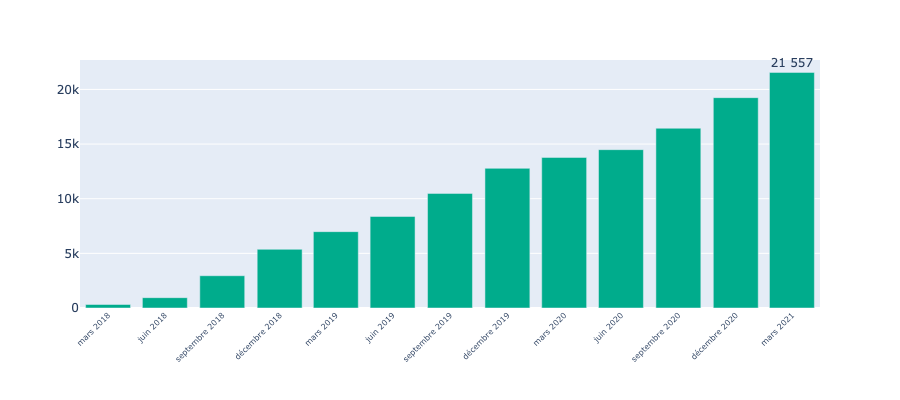 21 557
20k
15k
10k
5k
0
mars 2018
juin 2018
septembre 2018
décembre 2018
mars 2019
juin 2019
septembre 2019
décembre 2019
mars 2020
juin 2020
septembre 2020
décembre 2020
mars 2021